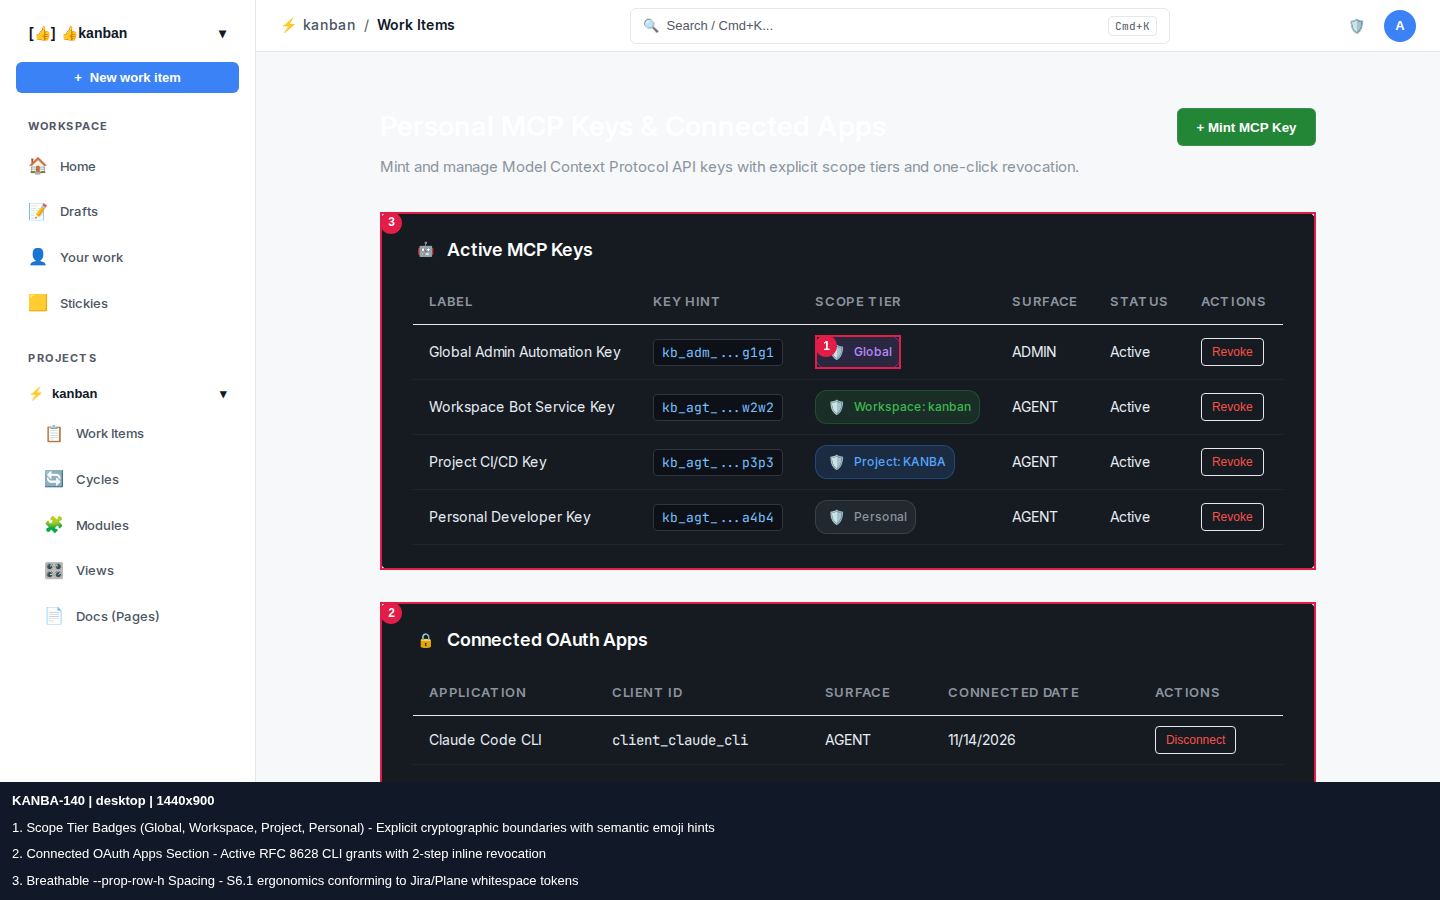 [👍] 👍kanban ▼
+ New work item
WORKSPACE
🏠 Home
📝 Drafts
👤 Your work
🟨 Stickies
PROJECTS
⚡ kanban ▼
📋 Work Items
🔄 Cycles
🧩 Modules
🎛️ Views
📄 Docs (Pages)
⚡ kanban / Work Items
🔍 Search / Cmd+K... Cmd+K
🛡️ A
Personal MCP Keys & Connected Apps
+ Mint MCP Key
Mint and manage Model Context Protocol API keys with explicit scope tiers and one-click revocation.
3
🤖 Active MCP Keys
LABEL KEY HINT SCOPE TIER SURFACE STATUS ACTIONS
Global Admin Automation Key kb_adm_...g1g1 1 🛡️ Global ADMIN Active Revoke
Workspace Bot Service Key kb_agt_...w2w2 🛡️ Workspace: kanban AGENT Active Revoke
Project CI/CD Key kb_agt_...p3p3 🛡️ Project: KANBA AGENT Active Revoke
Personal Developer Key kb_agt_...a4b4 🛡️ Personal AGENT Active Revoke
2
🔒 Connected OAuth Apps
APPLICATION CLIENT ID SURFACE CONNECTED DATE ACTIONS
Claude Code CLI client_claude_cli AGENT 11/14/2026 Disconnect
KANBA-140 | desktop | 1440x900
1. Scope Tier Badges (Global, Workspace, Project, Personal) - Explicit cryptographic boundaries with semantic emoji hints
2. Connected OAuth Apps Section - Active RFC 8628 CLI grants with 2-step inline revocation
3. Breathable --prop-row-h Spacing - S6.1 ergonomics conforming to Jira/Plane whitespace tokens